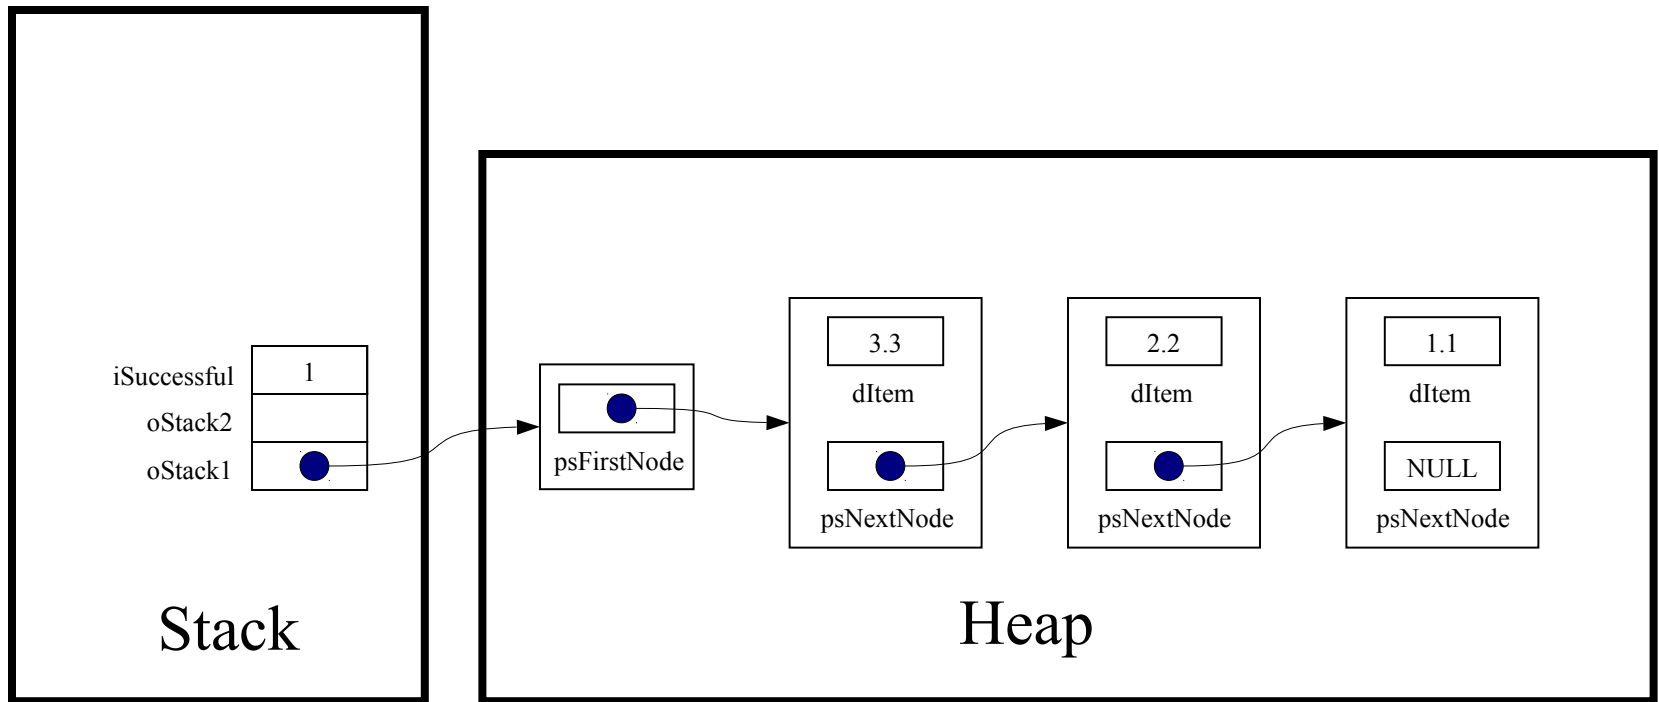 iSuccessful 1
oStack2
oStack1
Stack
psFirstNode
3.3
dItem
psNextNode
2.2
dItem
psNextNode
1.1
dItem
NULL
psNextNode
Heap